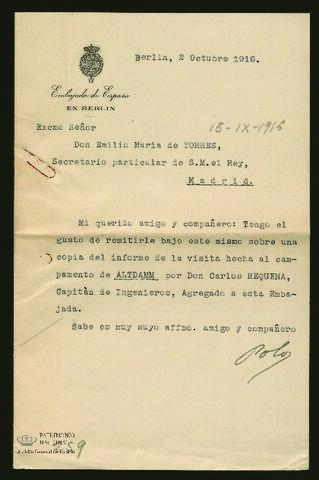 Berlin, 2 Octubre 1916.
Embajada de España
EN BERLIN
Excmo Señor
15-IX-1916
Don Emilio Maria de TORRES,
Secretario particular de S.M.el Rey,
Madrid.
Mi querido amigo y compañero: Tengo el
gusto de remitirle bajo este mismo sobre una
copia del informe de la visita hecha al cam-
pamento de ALTDAMM por Don Carlos REQUENA,
Capitán de Ingenieros, Agregado a esta Emba-
jada.
Sabe es muy suyo affmo. amigo y compañero
Polo
PATRIMONIO
NACIONAL